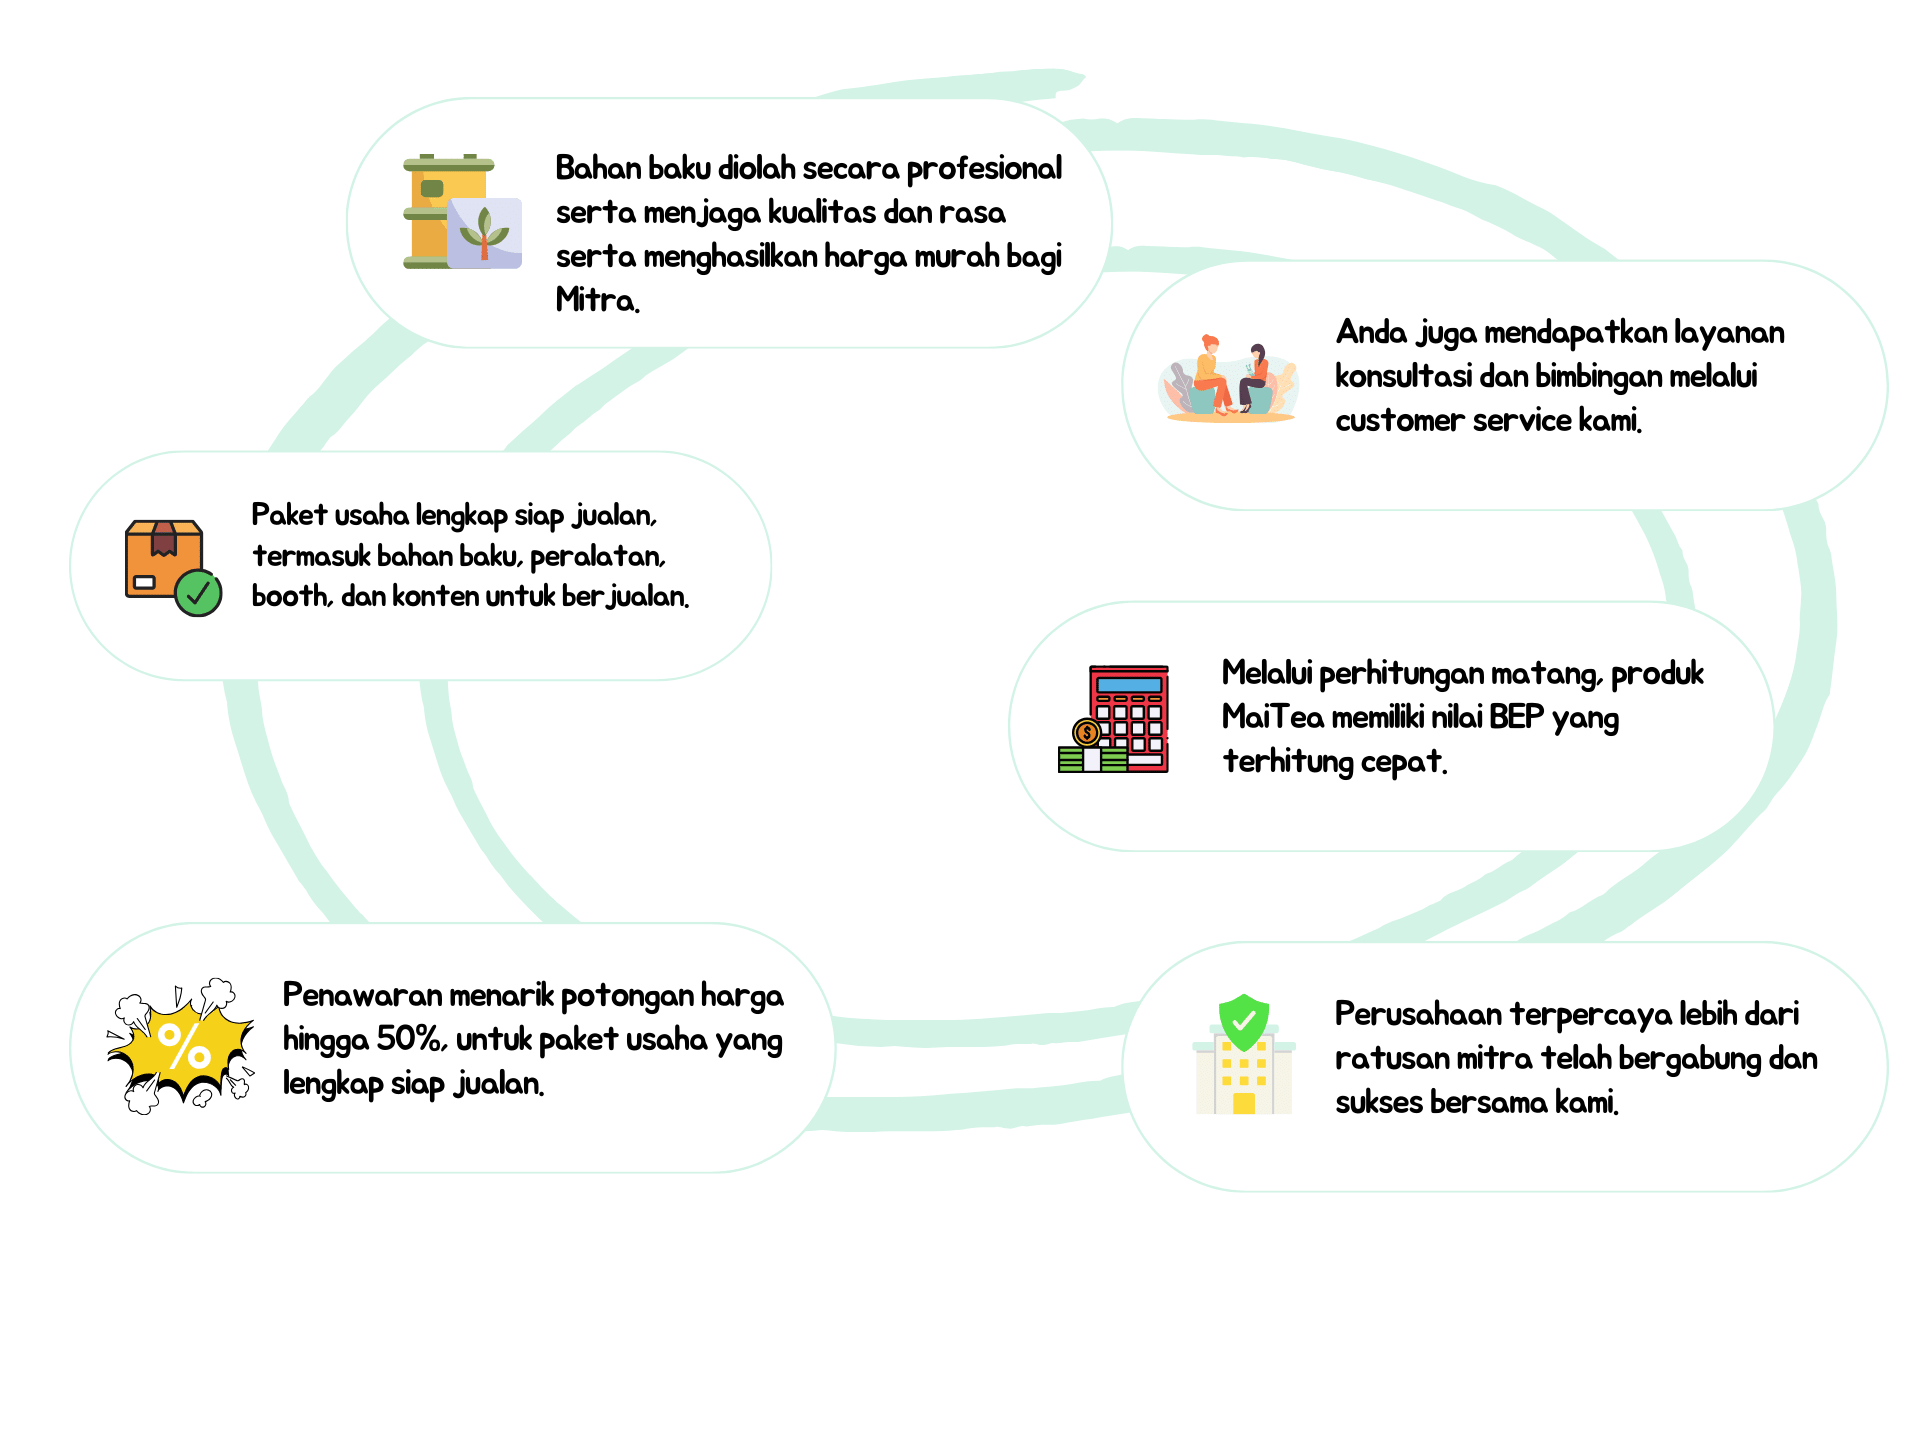 Bahan baku diolah secara profesional
serta menjaga kualitas dan rasa
serta menghasilkan harga murah bagi
Mitra.
Anda juga mendapatkan layanan
konsultasi dan bimbingan melalui
customer service kami.
Paket usaha lengkap siap jualan,
termasuk bahan baku, peralatan,
booth, dan konten untuk berjualan.
Melalui perhitungan matang, produk
MaiTea memiliki nilai BEP yang
terhitung cepat.
Penawaran menarik potongan harga
hingga 50%, untuk paket usaha yang
lengkap siap jualan.
Perusahaan terpercaya lebih dari
ratusan mitra telah bergabung dan
sukses bersama kami.